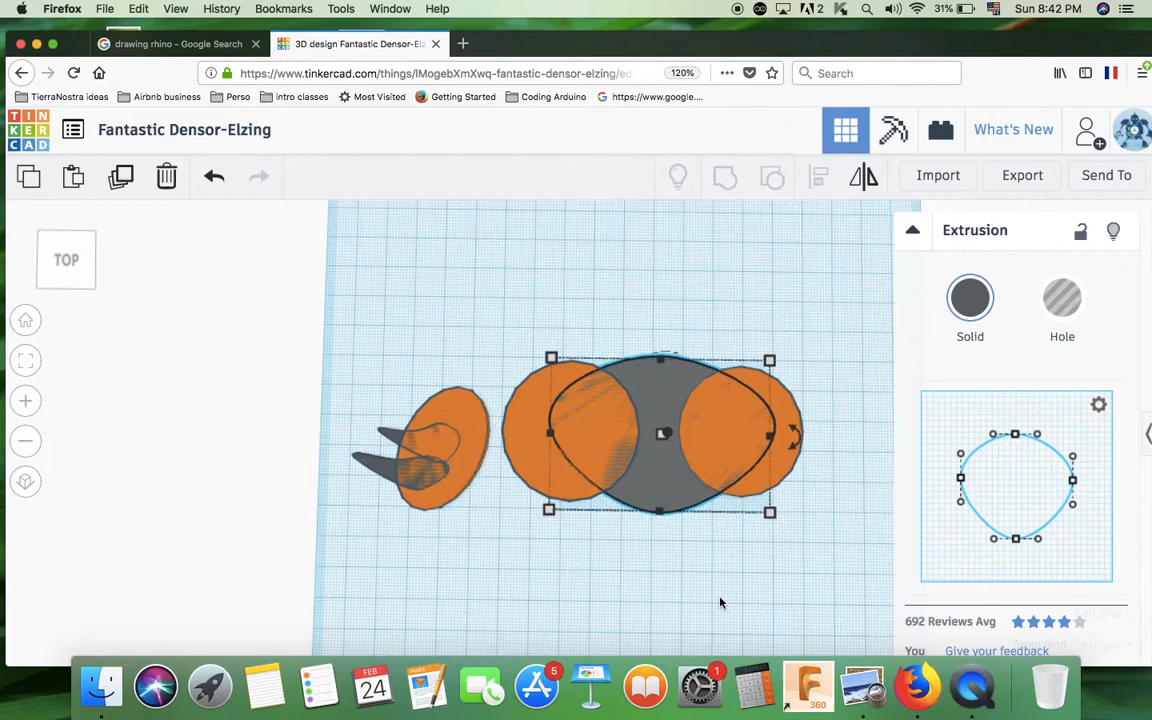 Firefox File Edit View History Bookmarks Tools Window Help 2 31% Sun 8:42 PM
drawing rhino - Google Search 3D design Fantastic Densor-Elz
https://www.tinkercad.com/things/lMogebXmXwq-fantastic-densor-elzing/ed 120% Search
TierraNostra ideas Airbnb business Perso intro classes Most Visited Getting Started Coding Arduino https://www.google....
TIN
KER
CAD
Fantastic Densor-Elzing What's New
Import Export Send To
TOP
Extrusion
Solid Hole
692 Reviews Avg
You Give your feedback
5 FEB 24 1 F 360